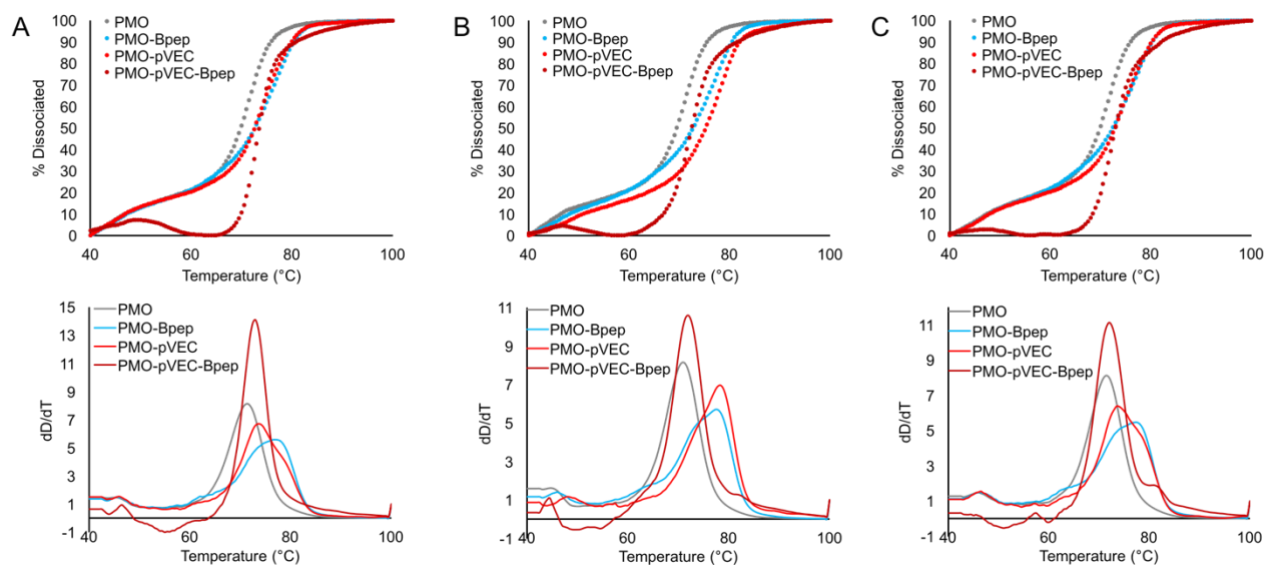 A
PMO
PMO-Bpep
PMO-pVEC
PMO-pVEC-Bpep
% Dissociated
100
90
80
70
60
50
40
30
20
10
0
40 60 80 100
Temperature (°C)
B
PMO
PMO-Bpep
PMO-pVEC
PMO-pVEC-Bpep
% Dissociated
100
90
80
70
60
50
40
30
20
10
0
40 60 80 100
Temperature (°C)
C
PMO
PMO-Bpep
PMO-pVEC
PMO-pVEC-Bpep
% Dissociated
100
90
80
70
60
50
40
30
20
10
0
40 60 80 100
Temperature (°C)
PMO
PMO-Bpep
PMO-pVEC
PMO-pVEC-Bpep
dD/dT
15
13
11
9
7
5
3
1
-1
40 60 80 100
Temperature (°C)
PMO
PMO-Bpep
PMO-pVEC
PMO-pVEC-Bpep
dD/dT
11
9
7
5
3
1
-1
40 60 80 100
Temperature (°C)
PMO
PMO-Bpep
PMO-pVEC
PMO-pVEC-Bpep
dD/dT
11
9
7
5
3
1
-1
40 60 80 100
Temperature (°C)